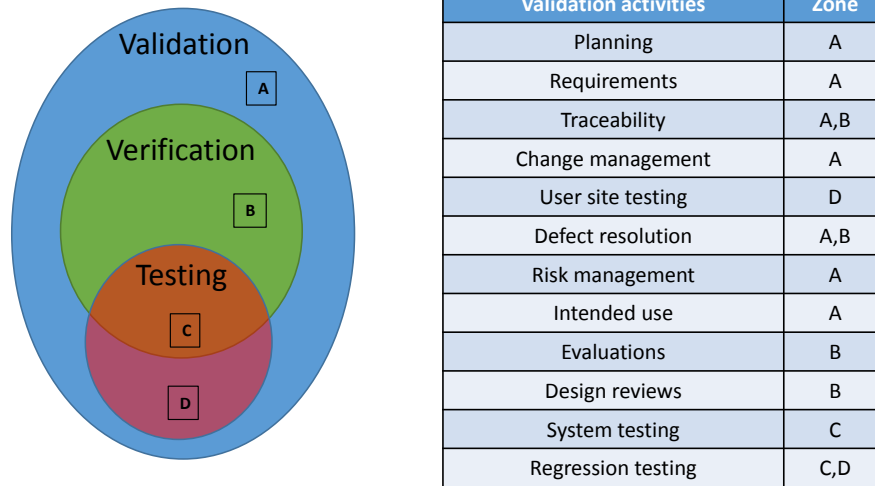 Validation
A
Verification
B
Testing
C
D
Validation activities Zone
Planning A
Requirements A
Traceability A,B
Change management A
User site testing D
Defect resolution A,B
Risk management A
Intended use A
Evaluations B
Design reviews B
System testing C
Regression testing C,D